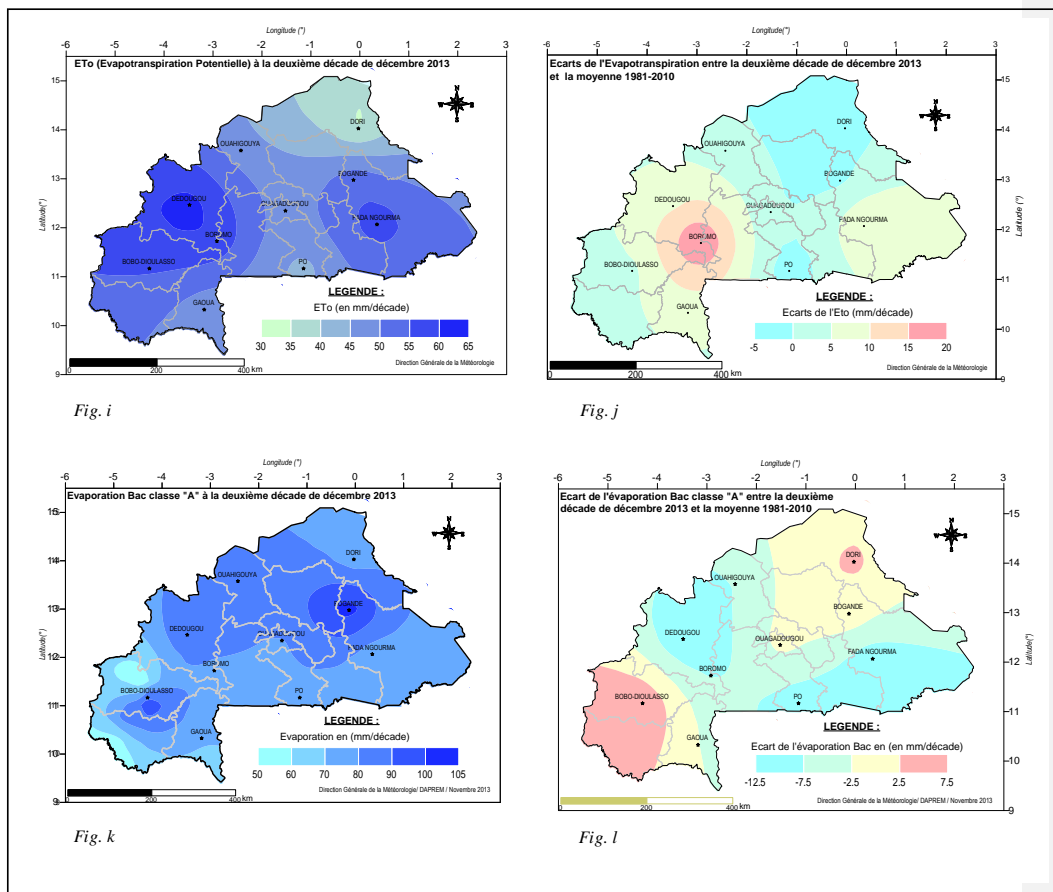 Longitude (°)
-6 -5 -4 -3 -2 -1 0 1 2 3
ETo (Evapotranspiration Potentielle) à la deuxième décade de décembre 2013
15
14
13
12
11
10
9
Latitude(°)
N
W E
S
DORI
OUAHIGOUYA
BOGANDE
DEDOUGOU
OUAGADOUGOU
FADA NGOURMA
BOROMO
BOBO-DIOULASSO
PO
GAOUA
LEGENDE :
ETo (en mm/décade)
30 35 40 45 50 55 60 65
Direction Générale de la Météorologie
0 200 400 km
Fig. i
Longitude(°)
-6 -5 -4 -3 -2 -1 0 1 2 3
Ecarts de l'Evapotranspiration entre la deuxième décade de décembre 2013
et la moyenne 1981-2010
15
14
13
12
11
10
9
Latitude (°)
N
W E
S
DORI
OUAHIGOUYA
BOGANDE
DEDOUGOU
OUAGADOUGOU
FADA NGOURMA
BOROMO
BOBO-DIOULASSO
PO
GAOUA
LEGENDE :
Ecarts de l'Eto (mm/décade)
-5 0 5 10 15 20
Direction Générale de la Météorologie
0 200 400 km
Fig. j
Longitude (°)
-6 -5 -4 -3 -2 -1 0 1 2 3
Evaporation Bac classe "A" à la deuxième décade de décembre 2013
15
14
13
12
11
10
9
Latitude(°)
N
W E
S
DORI
OUAHIGOUYA
BOGANDE
DEDOUGOU
OUAGADOUGOU
FADA NGOURMA
BOROMO
BOBO-DIOULASSO
PO
GAOUA
LEGENDE :
Evaporation en (mm/décade)
50 60 70 80 90 100 105
Direction Générale de la Météorologie/ DAPREM / Novembre 2013
0 200 400 km
Fig. k
Longitude (°)
-6 -5 -4 -3 -2 -1 0 1 2 3
Ecart de l'évaporation Bac classe "A" entre la deuxième
décade de décembre 2013 et la moyenne 1981-2010
15
14
13
12
11
10
9
Latitude(°)
N
W E
S
DORI
OUAHIGOUYA
BOGANDE
DEDOUGOU
OUAGADOUGOU
FADA NGOURMA
BOROMO
BOBO-DIOULASSO
PO
GAOUA
LEGENDE :
Ecart de l'évaporation Bac en (en mm/décade)
-12.5 -7.5 -2.5 2.5 7.5
Direction Générale de la Météorologie/ DAPREM / Novembre 2013
0 200 400 km
Fig. l